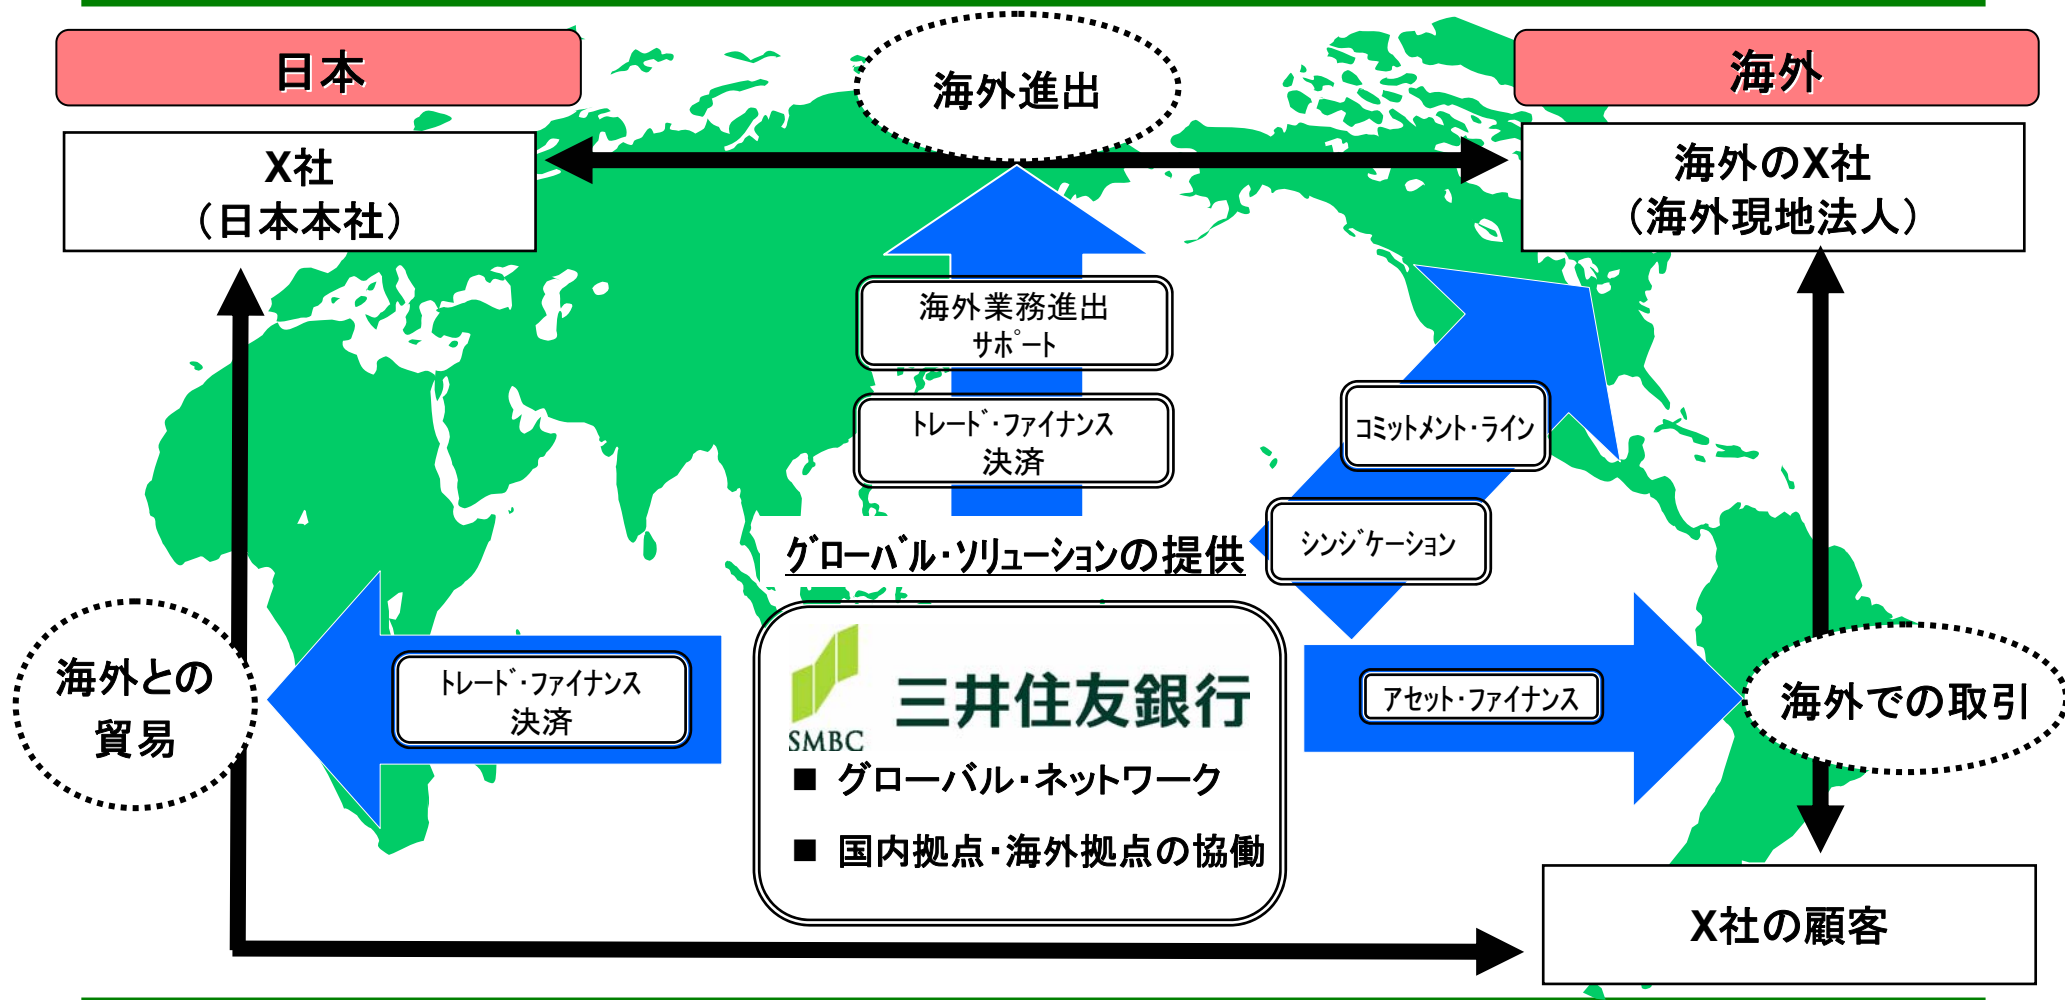 日本
海外進出
海外
X社
（日本本社）
海外のX社
（海外現地法人）
海外業務進出
ｻﾎﾟｰﾄ
ﾄﾚｰﾄﾞ・ﾌｧｲﾅﾝｽ
決済
ｺﾐｯﾄﾒﾝﾄ・ﾗｲﾝ
ｼﾝｼﾞｹｰｼｮﾝ
ｸﾞﾛｰﾊﾞﾙ・ｿﾘｭｰｼｮﾝの提供
海外との
貿易
ﾄﾚｰﾄﾞ・ﾌｧｲﾅﾝｽ
決済
SMBC
三井住友銀行
■ グローバル・ネットワーク
■ 国内拠点・海外拠点の協働
ｱｾｯﾄ・ﾌｧｲﾅﾝｽ
海外での取引
X社の顧客